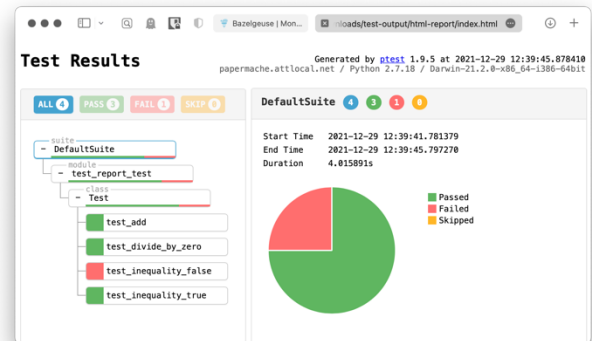 Bazelgeuse | Mon...
nloads/test-output/html-report/index.html
Test Results
Generated by ptest 1.9.5 at 2021-12-29 12:39:45.878410
papermache.attlocal.net / Python 2.7.18 / Darwin-21.2.0-x86_64-i386-64bit
ALL 4 PASS 3 FAIL 1 SKIP 0
suite
DefaultSuite
module
test_report_test
class
Test
test_add
test_divide_by_zero
test_inequality_false
test_inequality_true
DefaultSuite 4 3 1 0
Start Time 2021-12-29 12:39:41.781379
End Time 2021-12-29 12:39:45.797270
Duration 4.015891s
Passed
Failed
Skipped